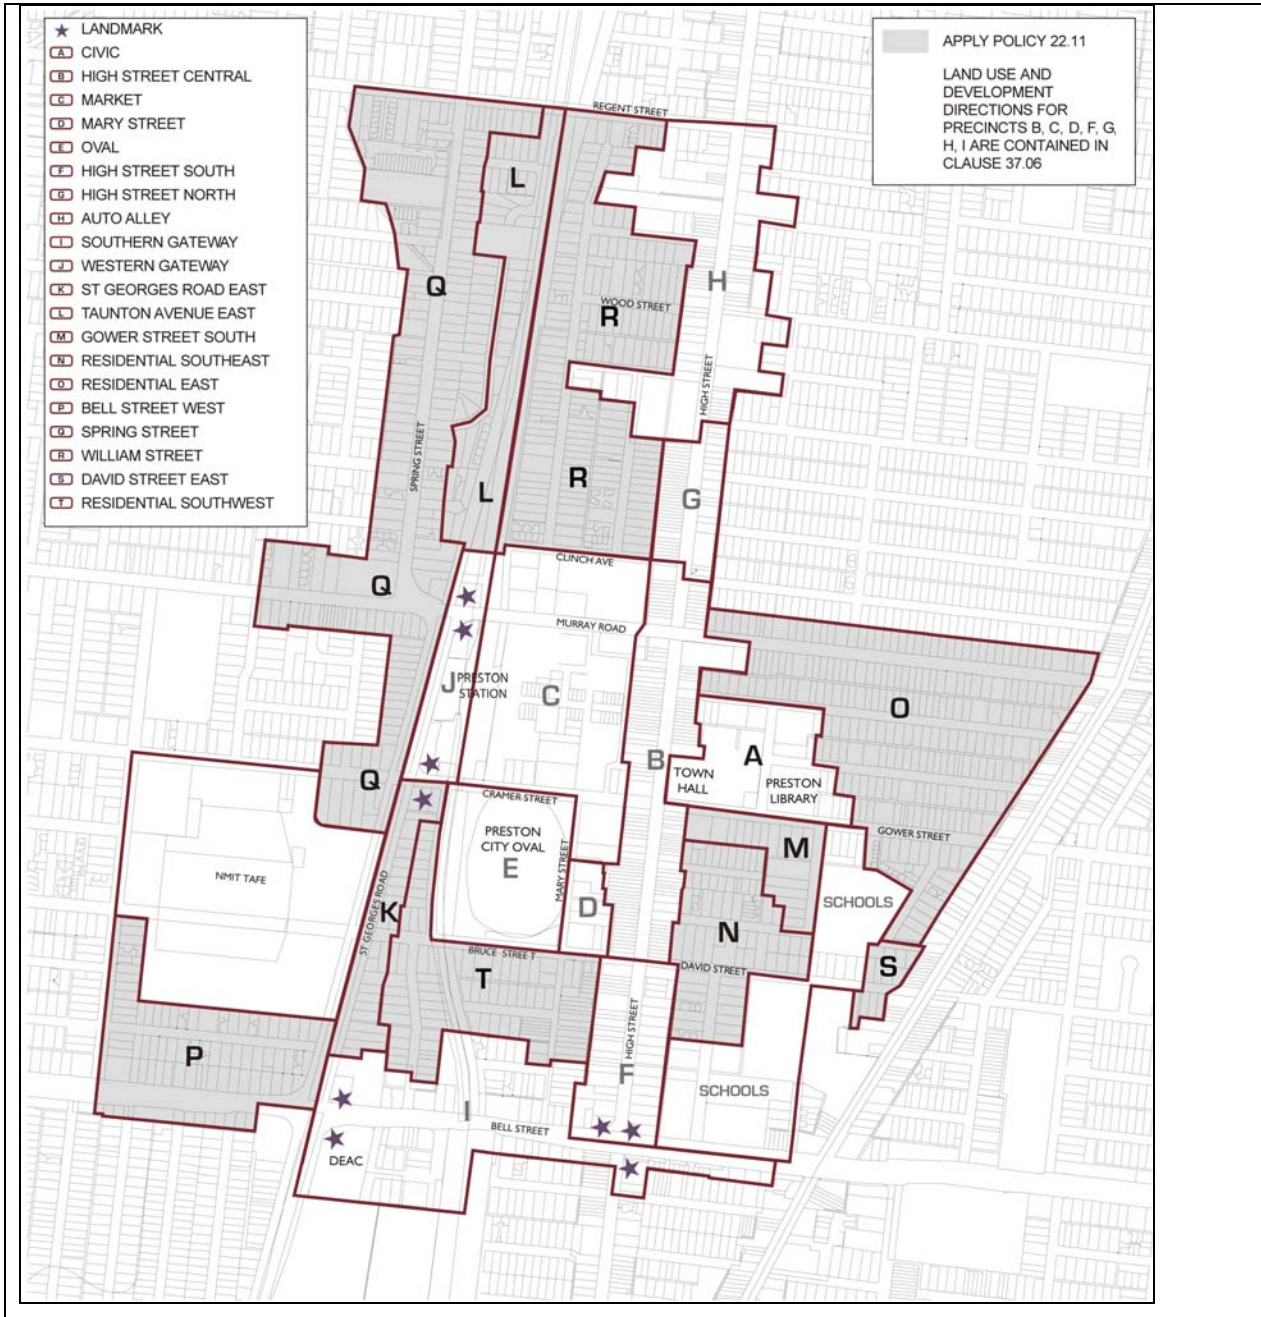 LANDMARK
A CIVIC
B HIGH STREET CENTRAL
C MARKET
D MARY STREET
E OVAL
F HIGH STREET SOUTH
G HIGH STREET NORTH
H AUTO ALLEY
I SOUTHERN GATEWAY
J WESTERN GATEWAY
K ST GEORGES ROAD EAST
L TAUNTON AVENUE EAST
M GOWER STREET SOUTH
N RESIDENTIAL SOUTHEAST
O RESIDENTIAL EAST
P BELL STREET WEST
Q SPRING STREET
R WILLIAM STREET
S DAVID STREET EAST
T RESIDENTIAL SOUTHWEST
APPLY POLICY 22.11
LAND USE AND
DEVELOPMENT
DIRECTIONS FOR
PRECINCTS B, C, D, F, G,
H, I ARE CONTAINED IN
CLAUSE 37.06
REGENT STREET
L
Q
H
WOOD STREET
R
HIGH STREET
SPRING STREET
R
L
G
CLINCH AVE
Q
MURRAY ROAD
J
PRESTON
STATION
C
O
B
A
TOWN
HALL
PRESTON
LIBRARY
Q
CRAMER STREET
PRESTON
CITY OVAL
E
MARY STREET
GOWER STREET
M
NMIT TAFE
ST GEORGES ROAD
K
D
SCHOOLS
N
BRUCE STREET
T
DAVID STREET
S
HIGH STREET
P
F
SCHOOLS
I
BELL STREET
DEAC